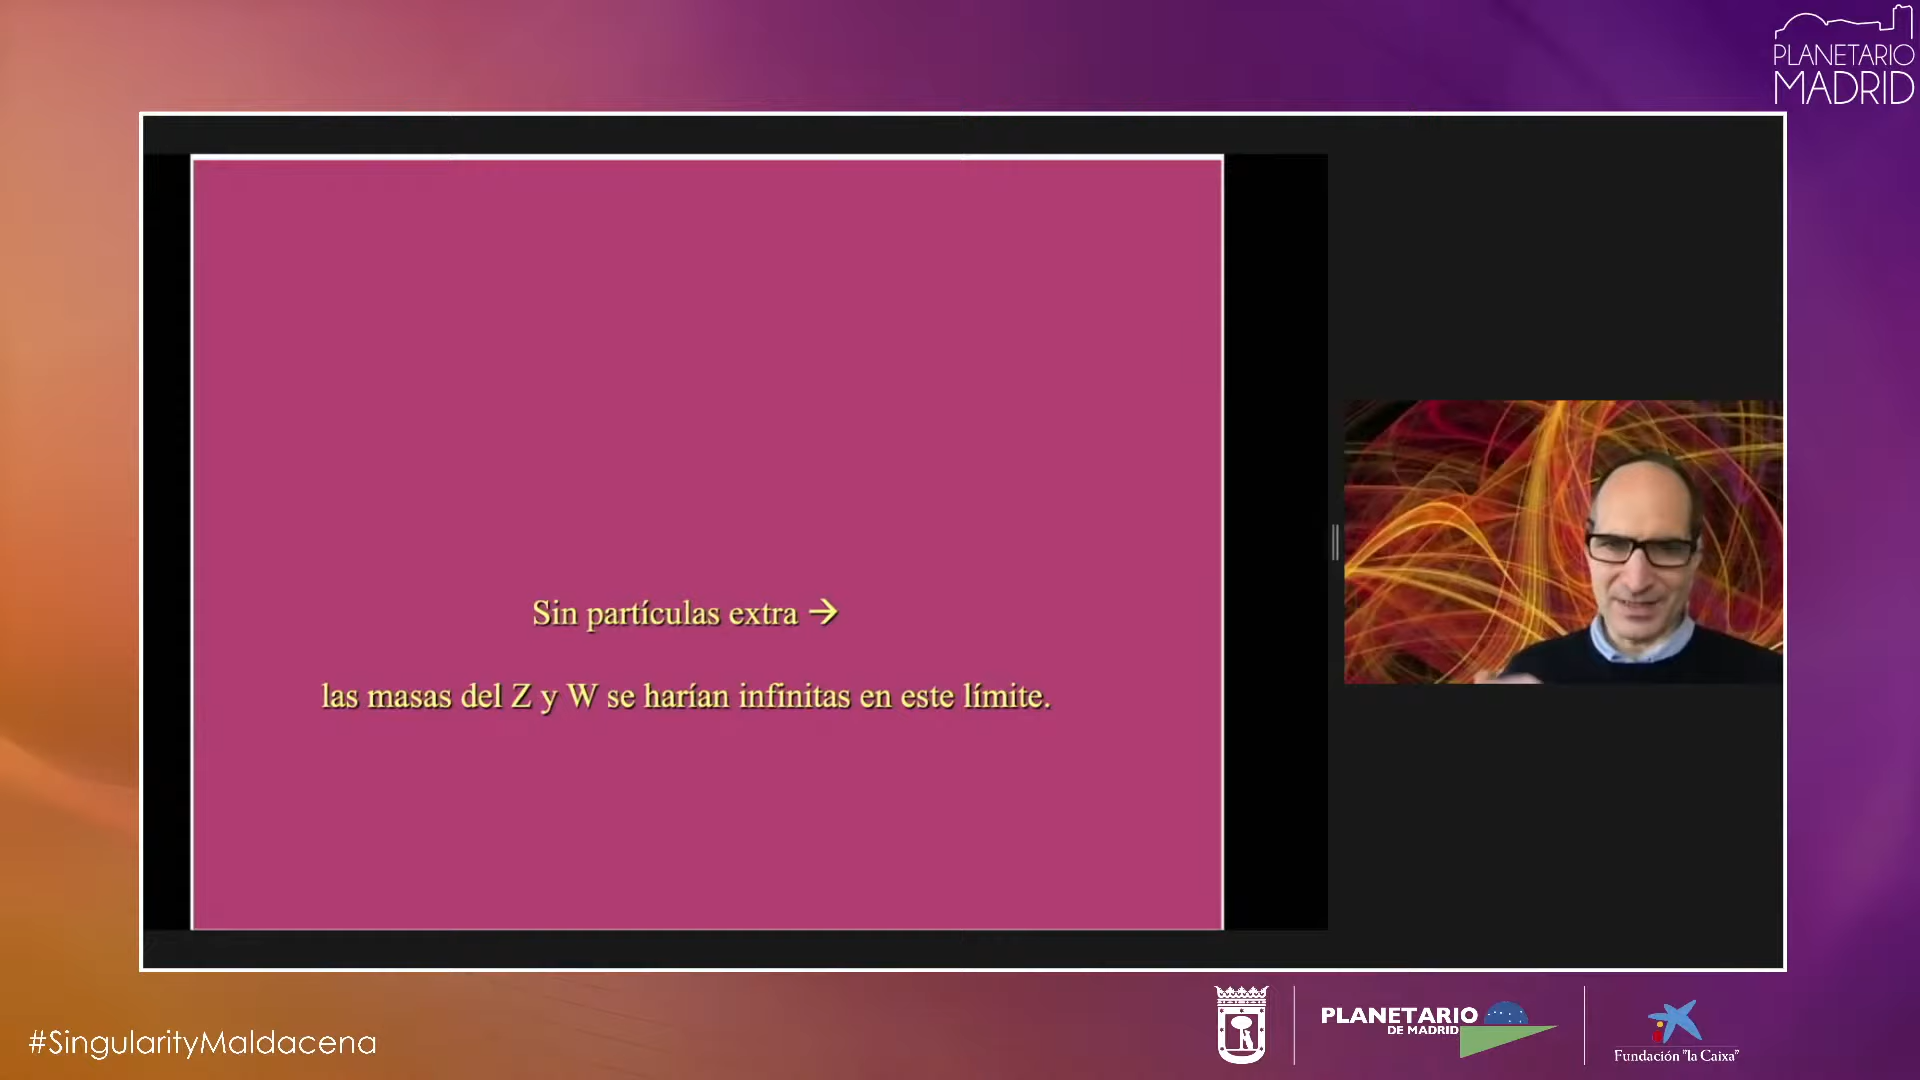 PLANETARIO
MADRID
Sin partículas extra →
las masas del Z y W se harían infinitas en este límite.
#SingularityMaldacena
PLANETARIO
DE MADRID
Fundación "la Caixa"